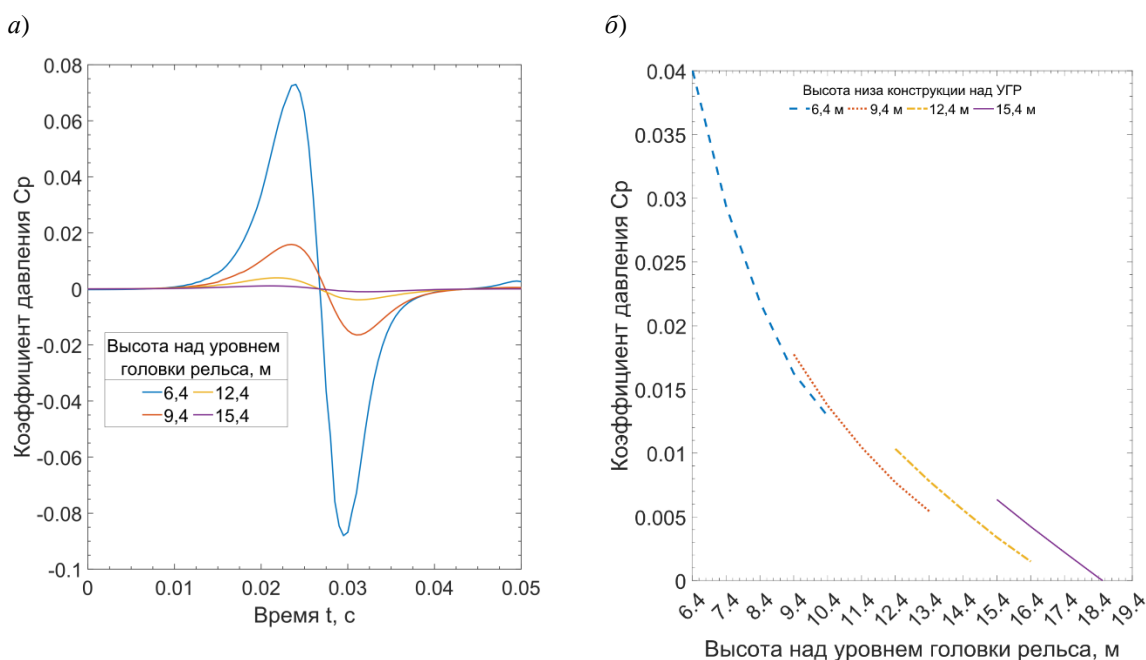 а)
б)
0.08
0.06
0.04
0.02
0
-0.02
-0.04
-0.06
-0.08
-0.1
Коэффициент давления Cp
Высота над уровнем
головки рельса, м
6,4 12,4
9,4 15,4
0 0.01 0.02 0.03 0.04 0.05
Время t, с
0.04
0.035
0.03
0.025
0.02
0.015
0.01
0.005
0
Коэффициент давления Cp
Высота низа конструкции над УГР
6,4 м 9,4 м 12,4 м 15,4 м
6.4 7.4 8.4 9.4 10.4 11.4 12.4 13.4 14.4 15.4 16.4 17.4 18.4 19.4
Высота над уровнем головки рельса, м